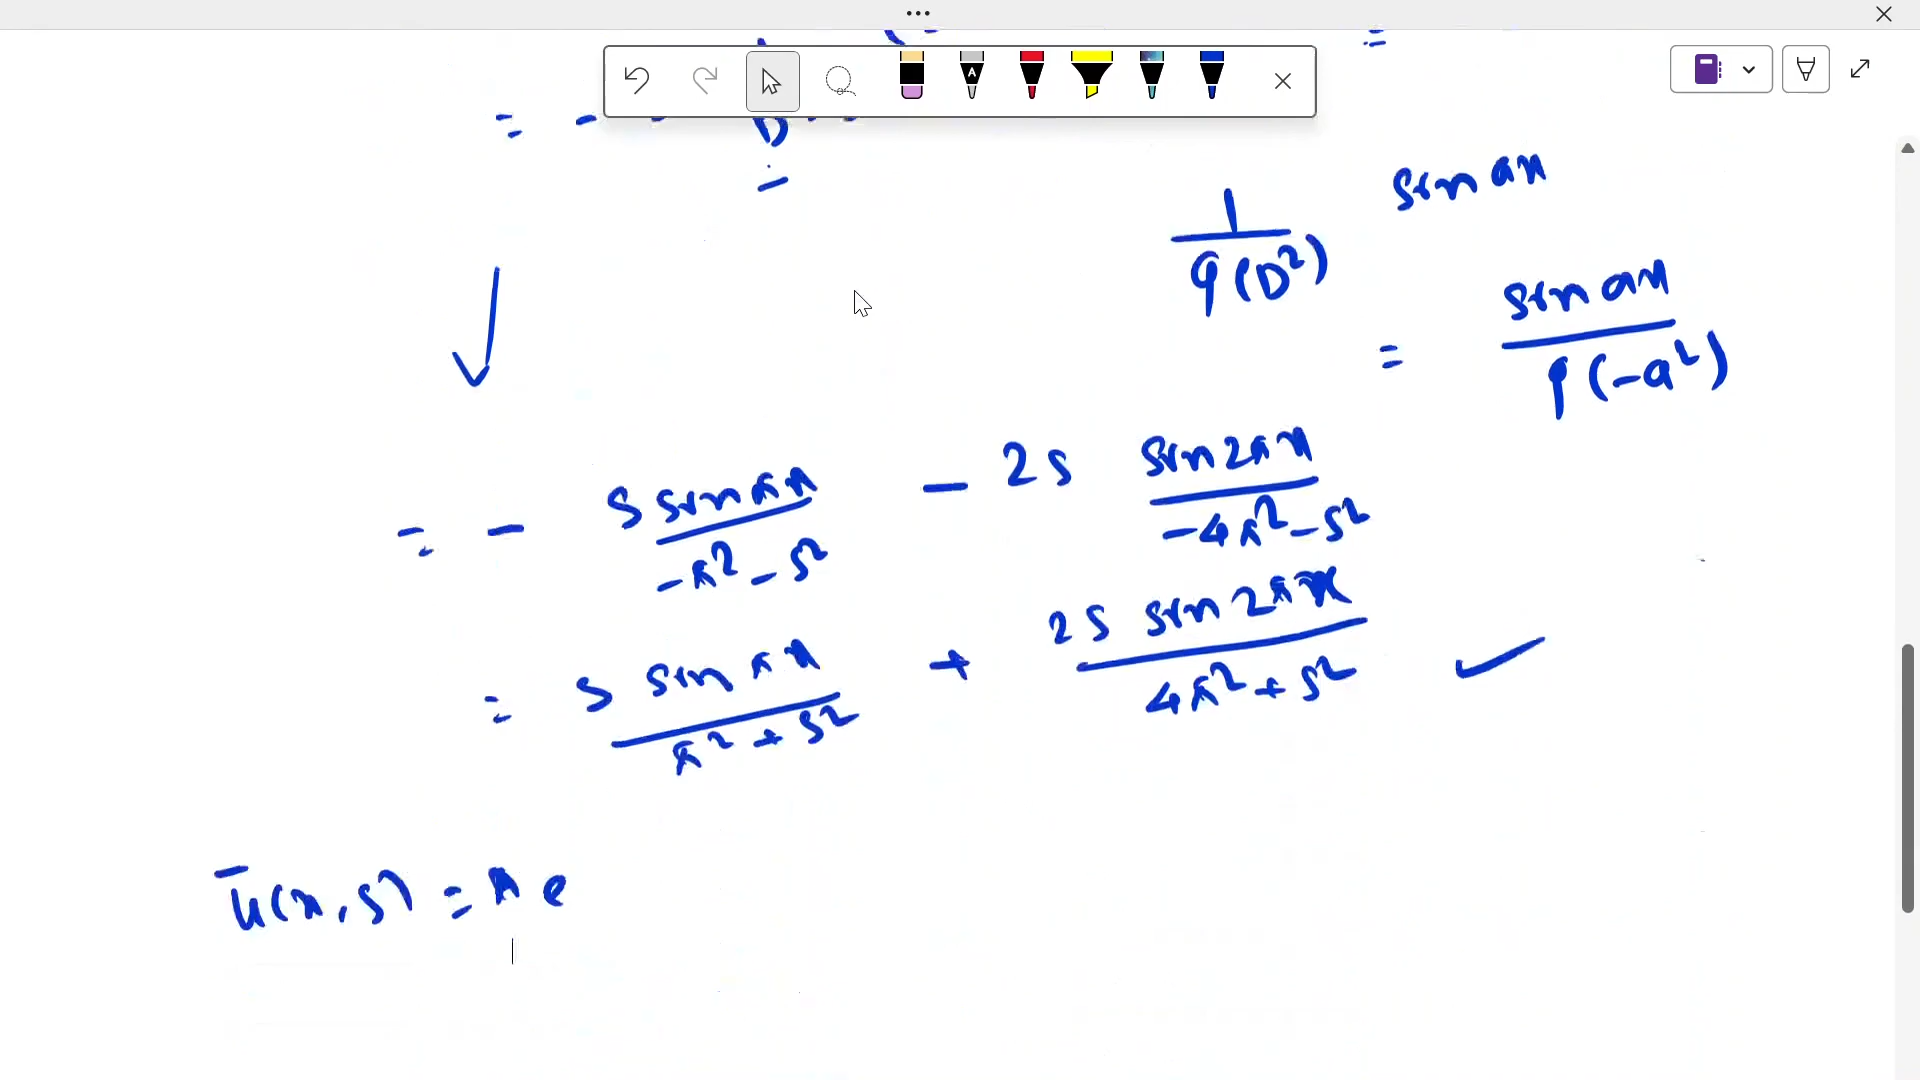 = - D
sin ax
1/φ(D²)
= sin ax/φ(-a²)
= - s sin πx/(-π² - s²) - 2s sin 2πx/(-4π² - s²)
= s sin πx/(π² + s²) + 2s sin 2πx/(4π² + s²)
ū(x, s) = A e